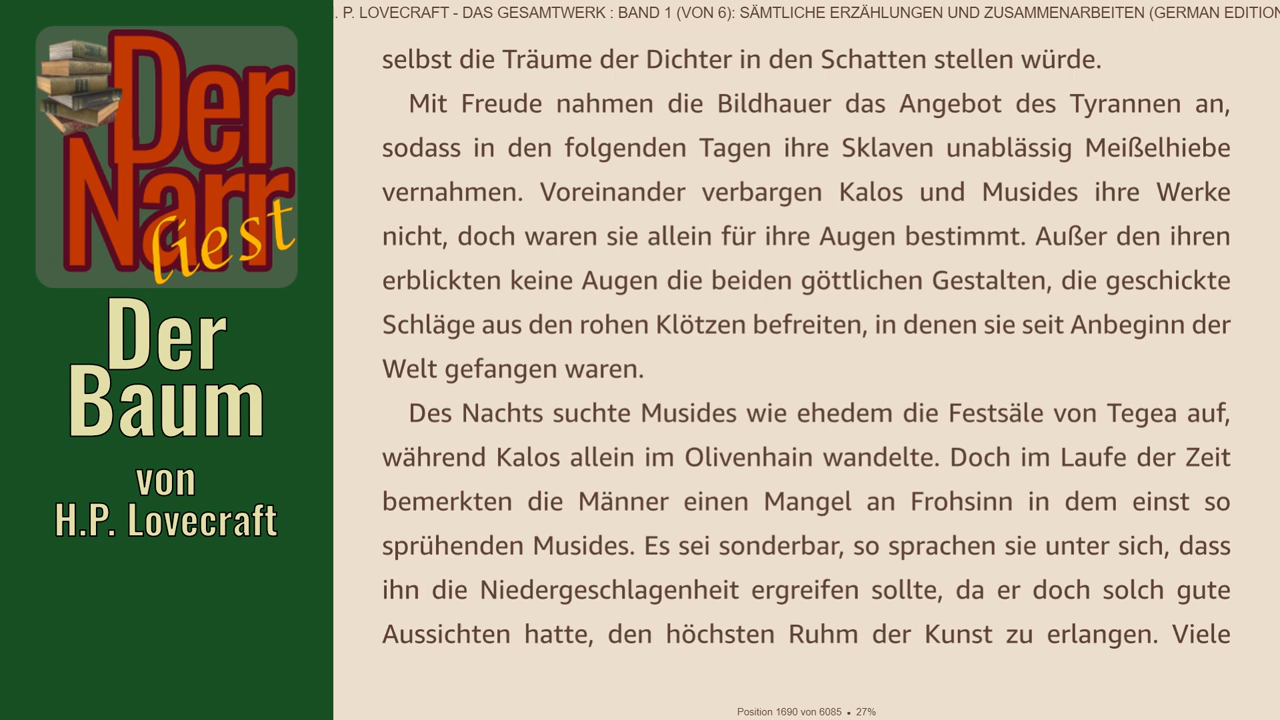 Der
Narr
liest
Der
Baum
von
H.P. Lovecraft
. P. LOVECRAFT - DAS GESAMTWERK : BAND 1 (VON 6): SÄMTLICHE ERZÄHLUNGEN UND ZUSAMMENARBEITEN (GERMAN EDITION
selbst die Träume der Dichter in den Schatten stellen würde.
Mit Freude nahmen die Bildhauer das Angebot des Tyrannen an,
sodass in den folgenden Tagen ihre Sklaven unablässig Meißelhiebe
vernahmen. Voreinander verbargen Kalos und Musides ihre Werke
nicht, doch waren sie allein für ihre Augen bestimmt. Außer den ihren
erblickten keine Augen die beiden göttlichen Gestalten, die geschickte
Schläge aus den rohen Klötzen befreiten, in denen sie seit Anbeginn der
Welt gefangen waren.
Des Nachts suchte Musides wie ehedem die Festsäle von Tegea auf,
während Kalos allein im Olivenhain wandelte. Doch im Laufe der Zeit
bemerkten die Männer einen Mangel an Frohsinn in dem einst so
sprühenden Musides. Es sei sonderbar, so sprachen sie unter sich, dass
ihn die Niedergeschlagenheit ergreifen sollte, da er doch solch gute
Aussichten hatte, den höchsten Ruhm der Kunst zu erlangen. Viele
Position 1690 von 6085 • 27%